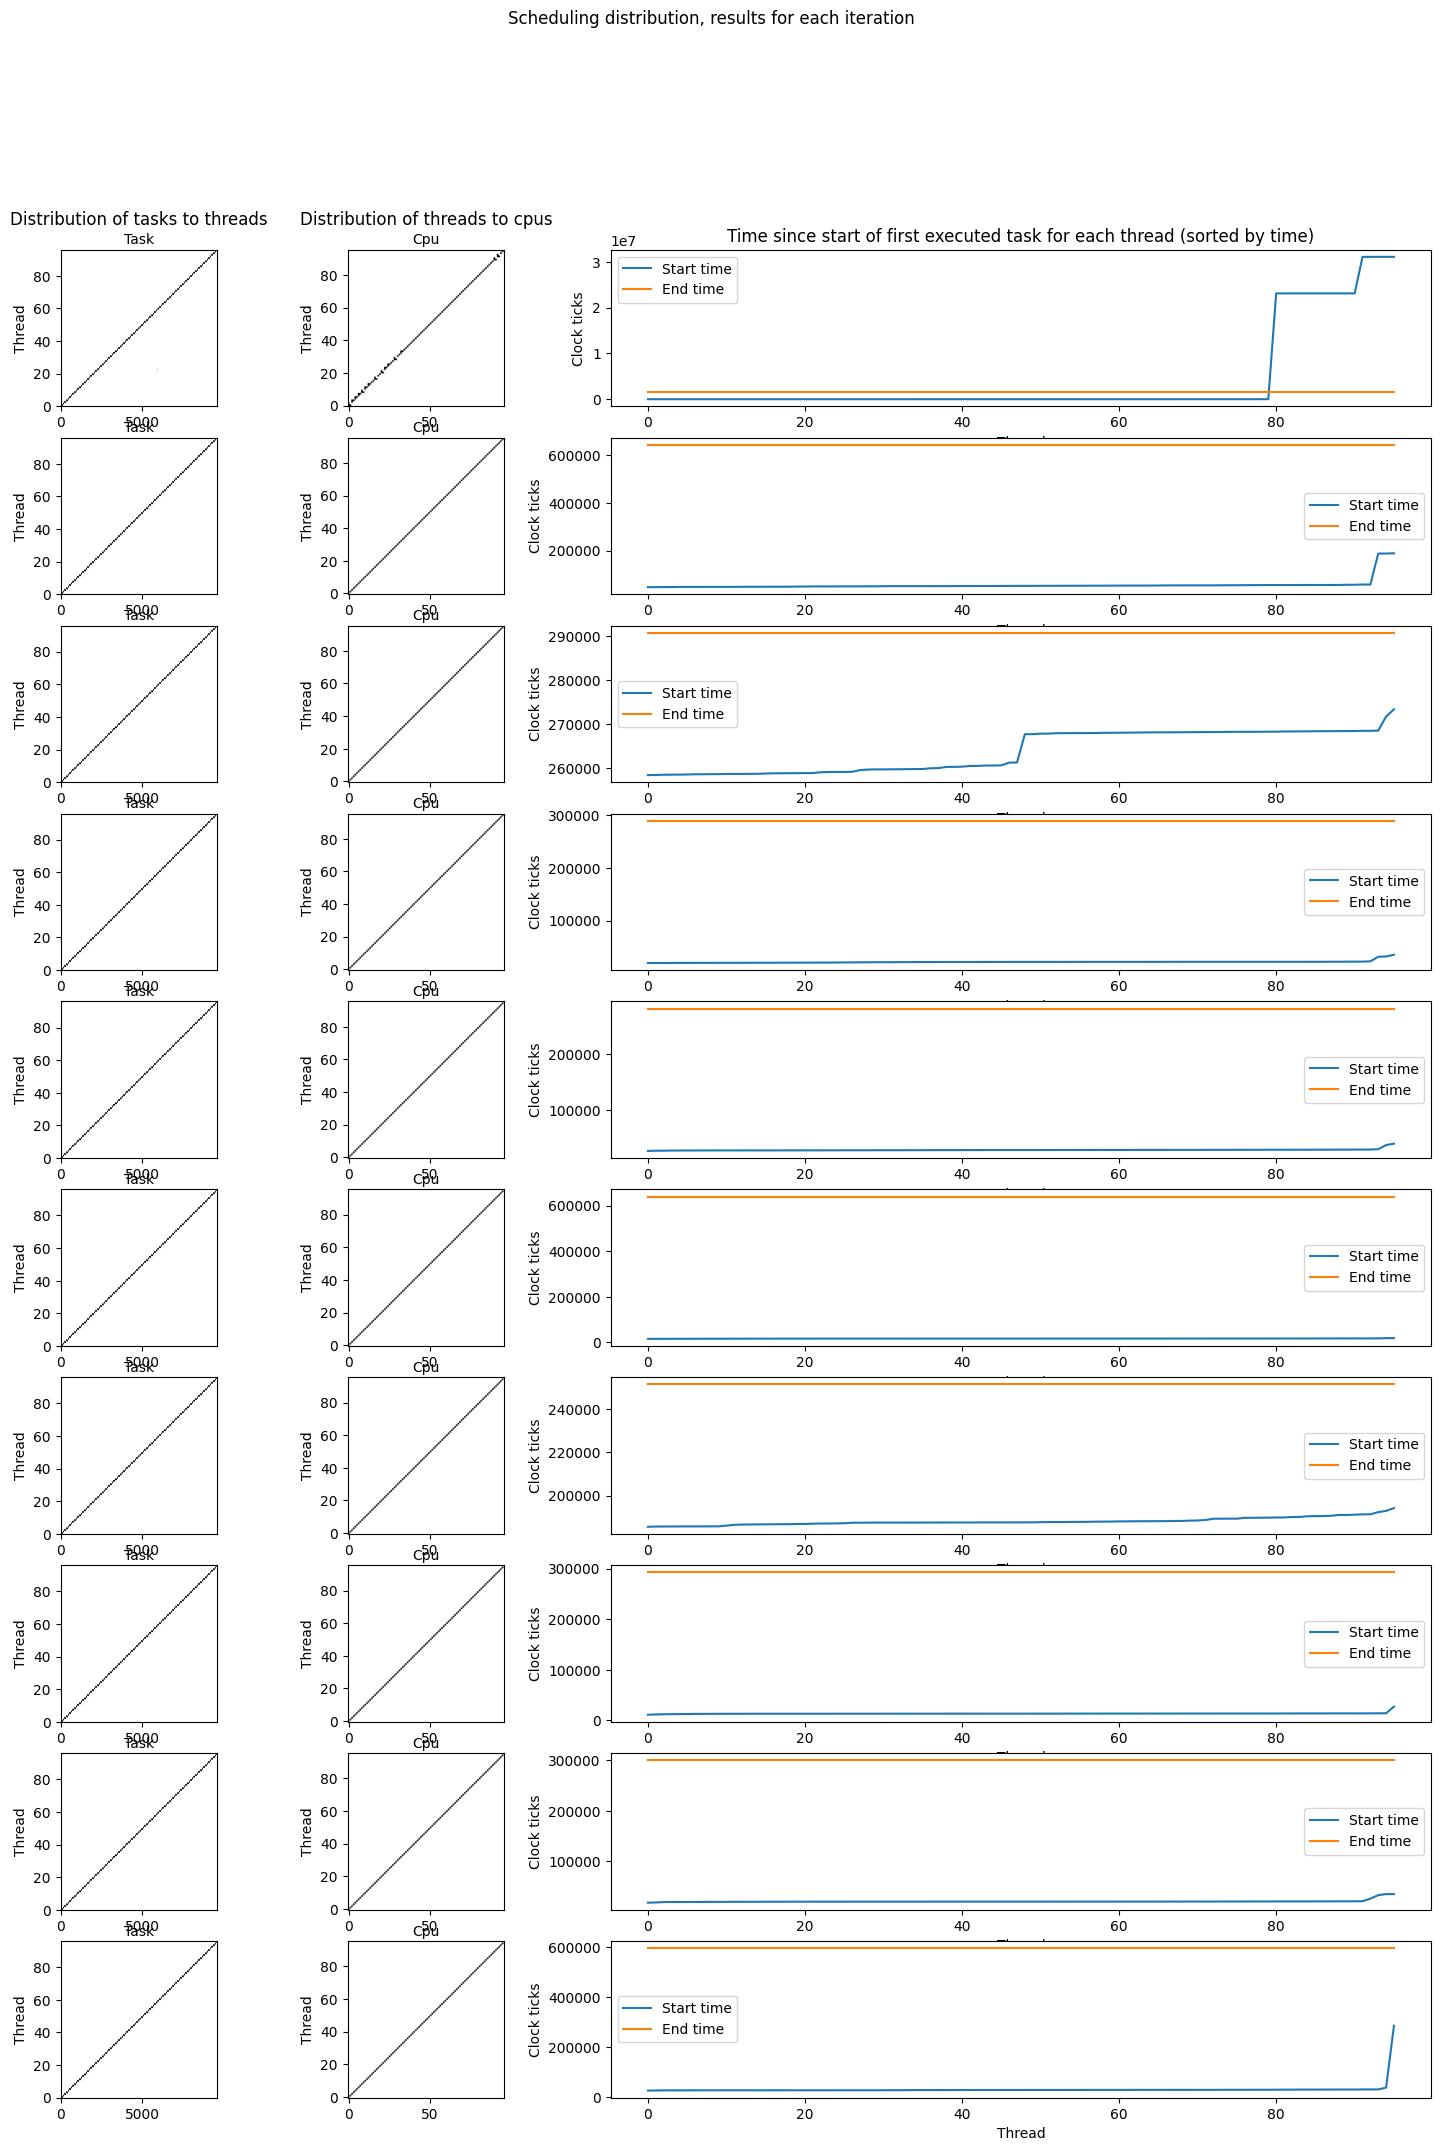 Scheduling distribution, results for each iteration
Distribution of tasks to threads
Distribution of threads to cpus
Time since start of first executed task for each thread (sorted by time)
Task
Thread
80
60
40
20
0
0 5000
Cpu
Thread
80
60
40
20
0
0 50
1e7
Clock ticks
3
2
1
0
Start time
End time
0 20 40 60 80
Task
Thread
80
60
40
20
0
0 5000
Cpu
Thread
80
60
40
20
0
0 50
Clock ticks
600000
400000
200000
Start time
End time
0 20 40 60 80
Task
Thread
80
60
40
20
0
0 5000
Cpu
Thread
80
60
40
20
0
0 50
Clock ticks
290000
280000
270000
260000
Start time
End time
0 20 40 60 80
Task
Thread
80
60
40
20
0
0 5000
Cpu
Thread
80
60
40
20
0
0 50
Clock ticks
300000
200000
100000
Start time
End time
0 20 40 60 80
Task
Thread
80
60
40
20
0
0 5000
Cpu
Thread
80
60
40
20
0
0 50
Clock ticks
200000
100000
Start time
End time
0 20 40 60 80
Task
Thread
80
60
40
20
0
0 5000
Cpu
Thread
80
60
40
20
0
0 50
Clock ticks
600000
400000
200000
0
Start time
End time
0 20 40 60 80
Task
Thread
80
60
40
20
0
0 5000
Cpu
Thread
80
60
40
20
0
0 50
Clock ticks
240000
220000
200000
Start time
End time
0 20 40 60 80
Task
Thread
80
60
40
20
0
0 5000
Cpu
Thread
80
60
40
20
0
0 50
Clock ticks
300000
200000
100000
0
Start time
End time
0 20 40 60 80
Task
Thread
80
60
40
20
0
0 5000
Cpu
Thread
80
60
40
20
0
0 50
Clock ticks
300000
200000
100000
Start time
End time
0 20 40 60 80
Task
Thread
80
60
40
20
0
0 5000
Cpu
Thread
80
60
40
20
0
0 50
Clock ticks
600000
400000
200000
0
Start time
End time
0 20 40 60 80
Thread